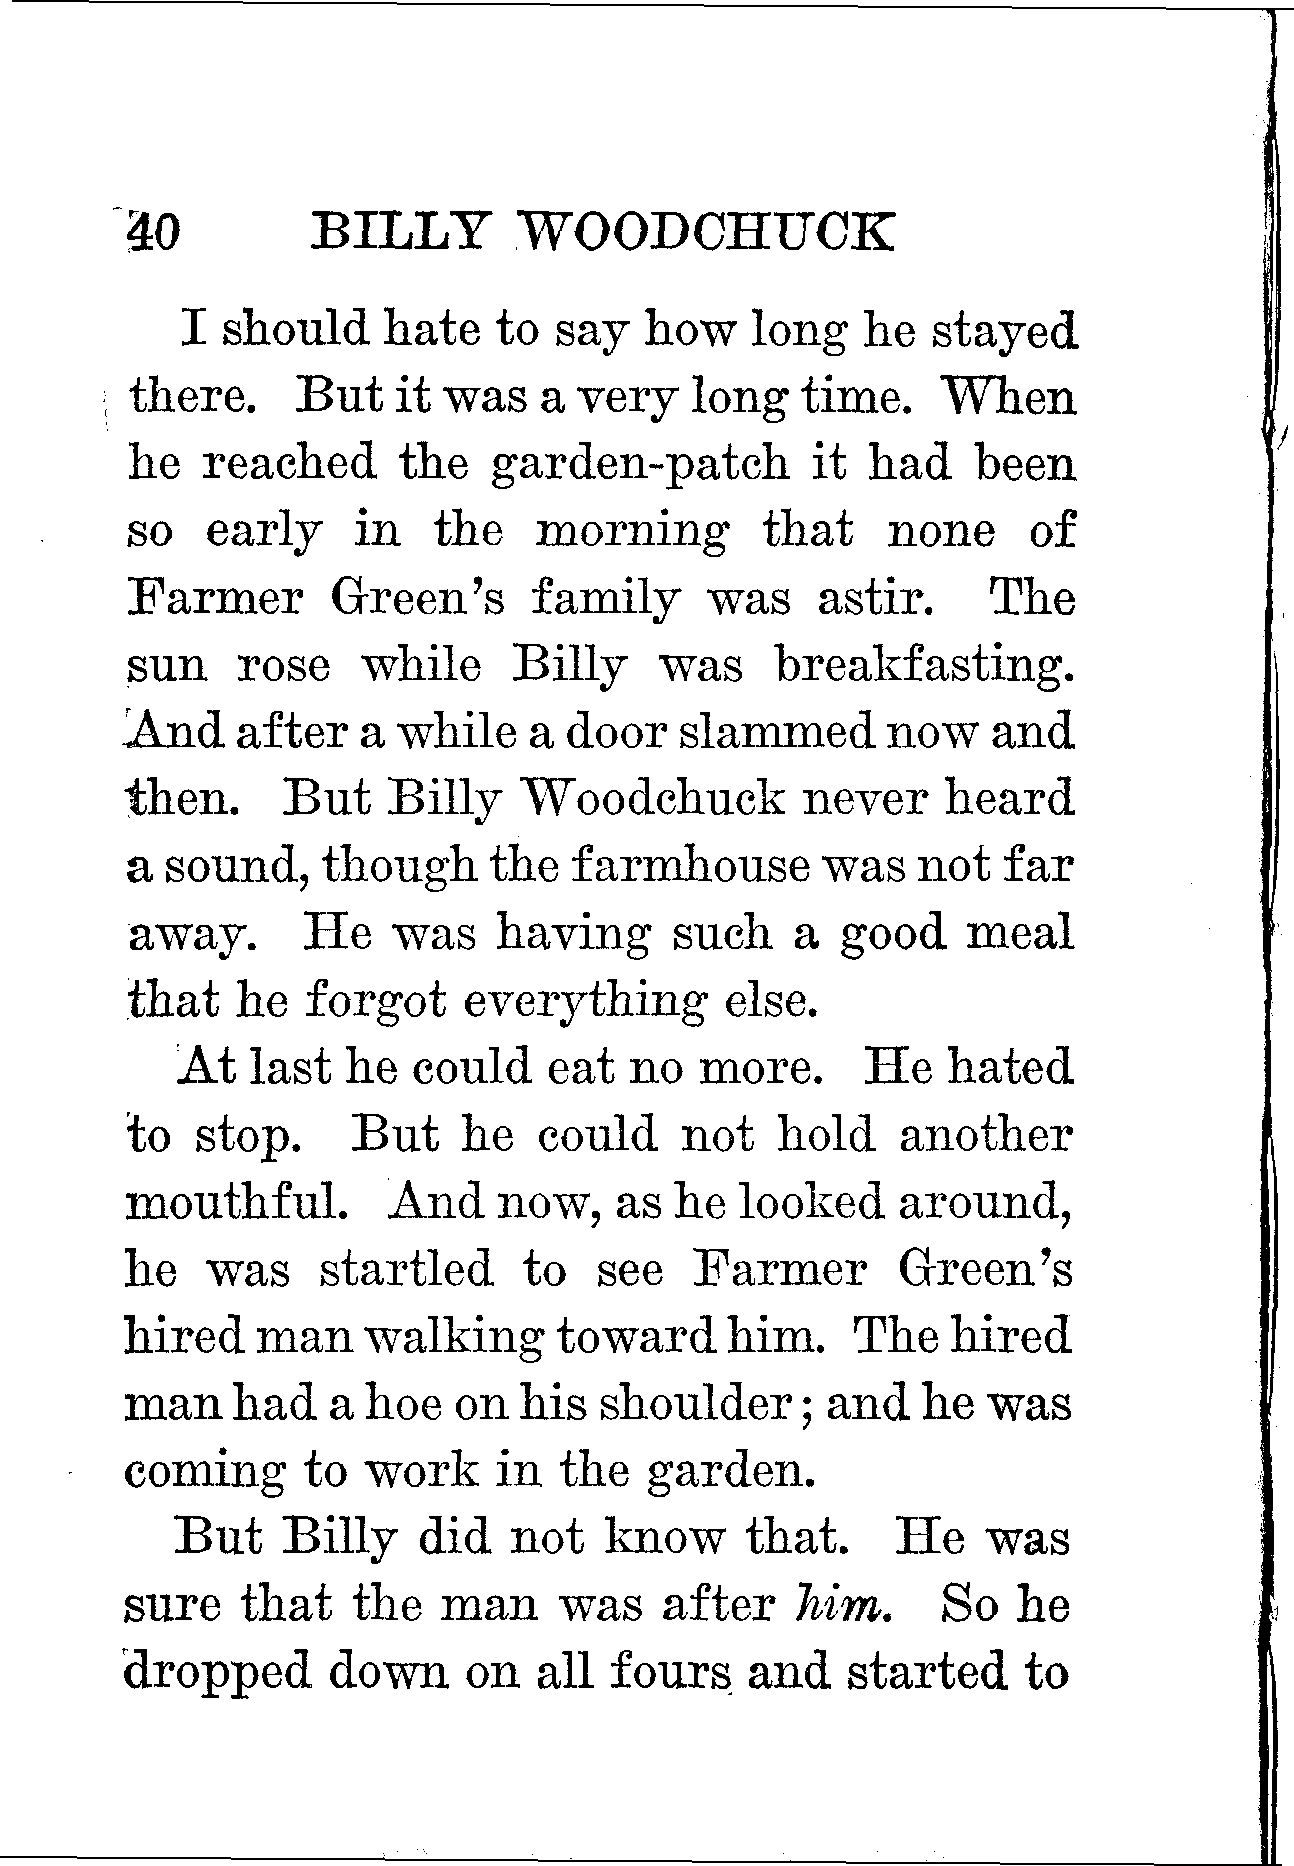 40 BILLY WOODCHUCK
I should hate to say how long he stayed
there. But it was a very long time. When
he reached the garden-patch it had been
so early in the morning that none of
Farmer Green's family was astir. The
sun rose while Billy was breakfasting.
And after a while a door slammed now and
then. But Billy Woodchuck never heard
a sound, though the farmhouse was not far
away. He was having such a good meal
that he forgot everything else.
At last he could eat no more. He hated
to stop. But he could not hold another
mouthful. And now, as he looked around,
he was startled to see Farmer Green's
hired man walking toward him. The hired
man had a hoe on his shoulder; and he was
coming to work in the garden.
But Billy did not know that. He was
sure that the man was after him. So he
dropped down on all fours and started to